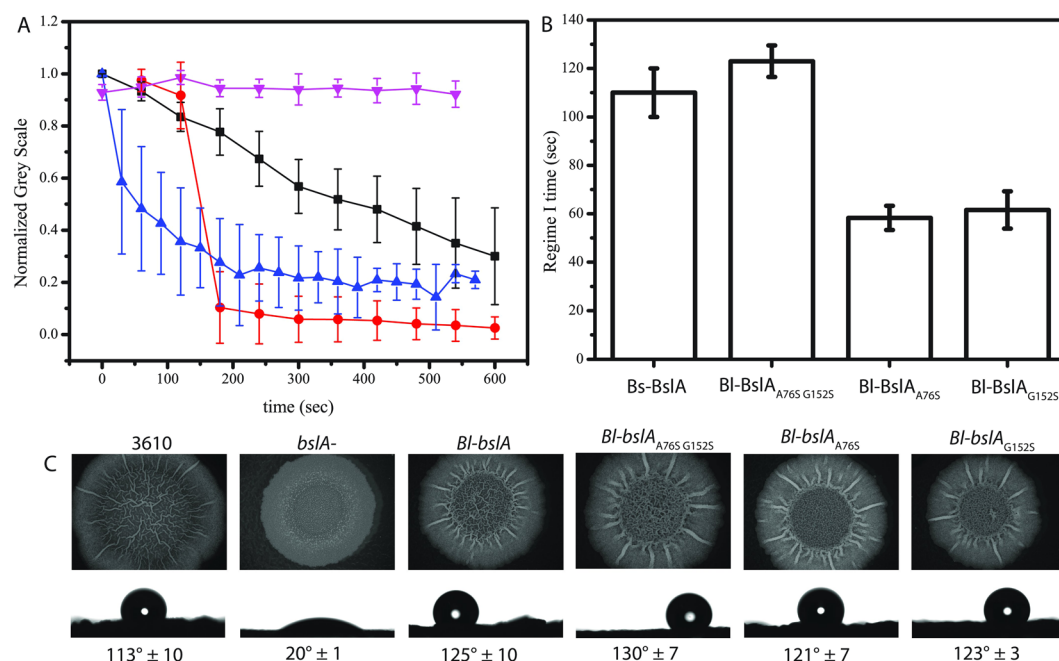 A
Normalized Grey Scale
1.2
1.0
0.8
0.6
0.4
0.2
0.0
0 100 200 300 400 500 600
time (sec)
B
Regime I time (sec)
140
120
100
80
60
40
20
0
Bs-BslA Bl-BslA A76S G152S Bl-BslA A76S Bl-BslA G152S
C
3610 bslA- Bl-bslA Bl-bslA A76S G152S Bl-bslA A76S Bl-bslA G152S
113° ± 10 20° ± 1 125° ± 10 130° ± 7 121° ± 7 123° ± 3